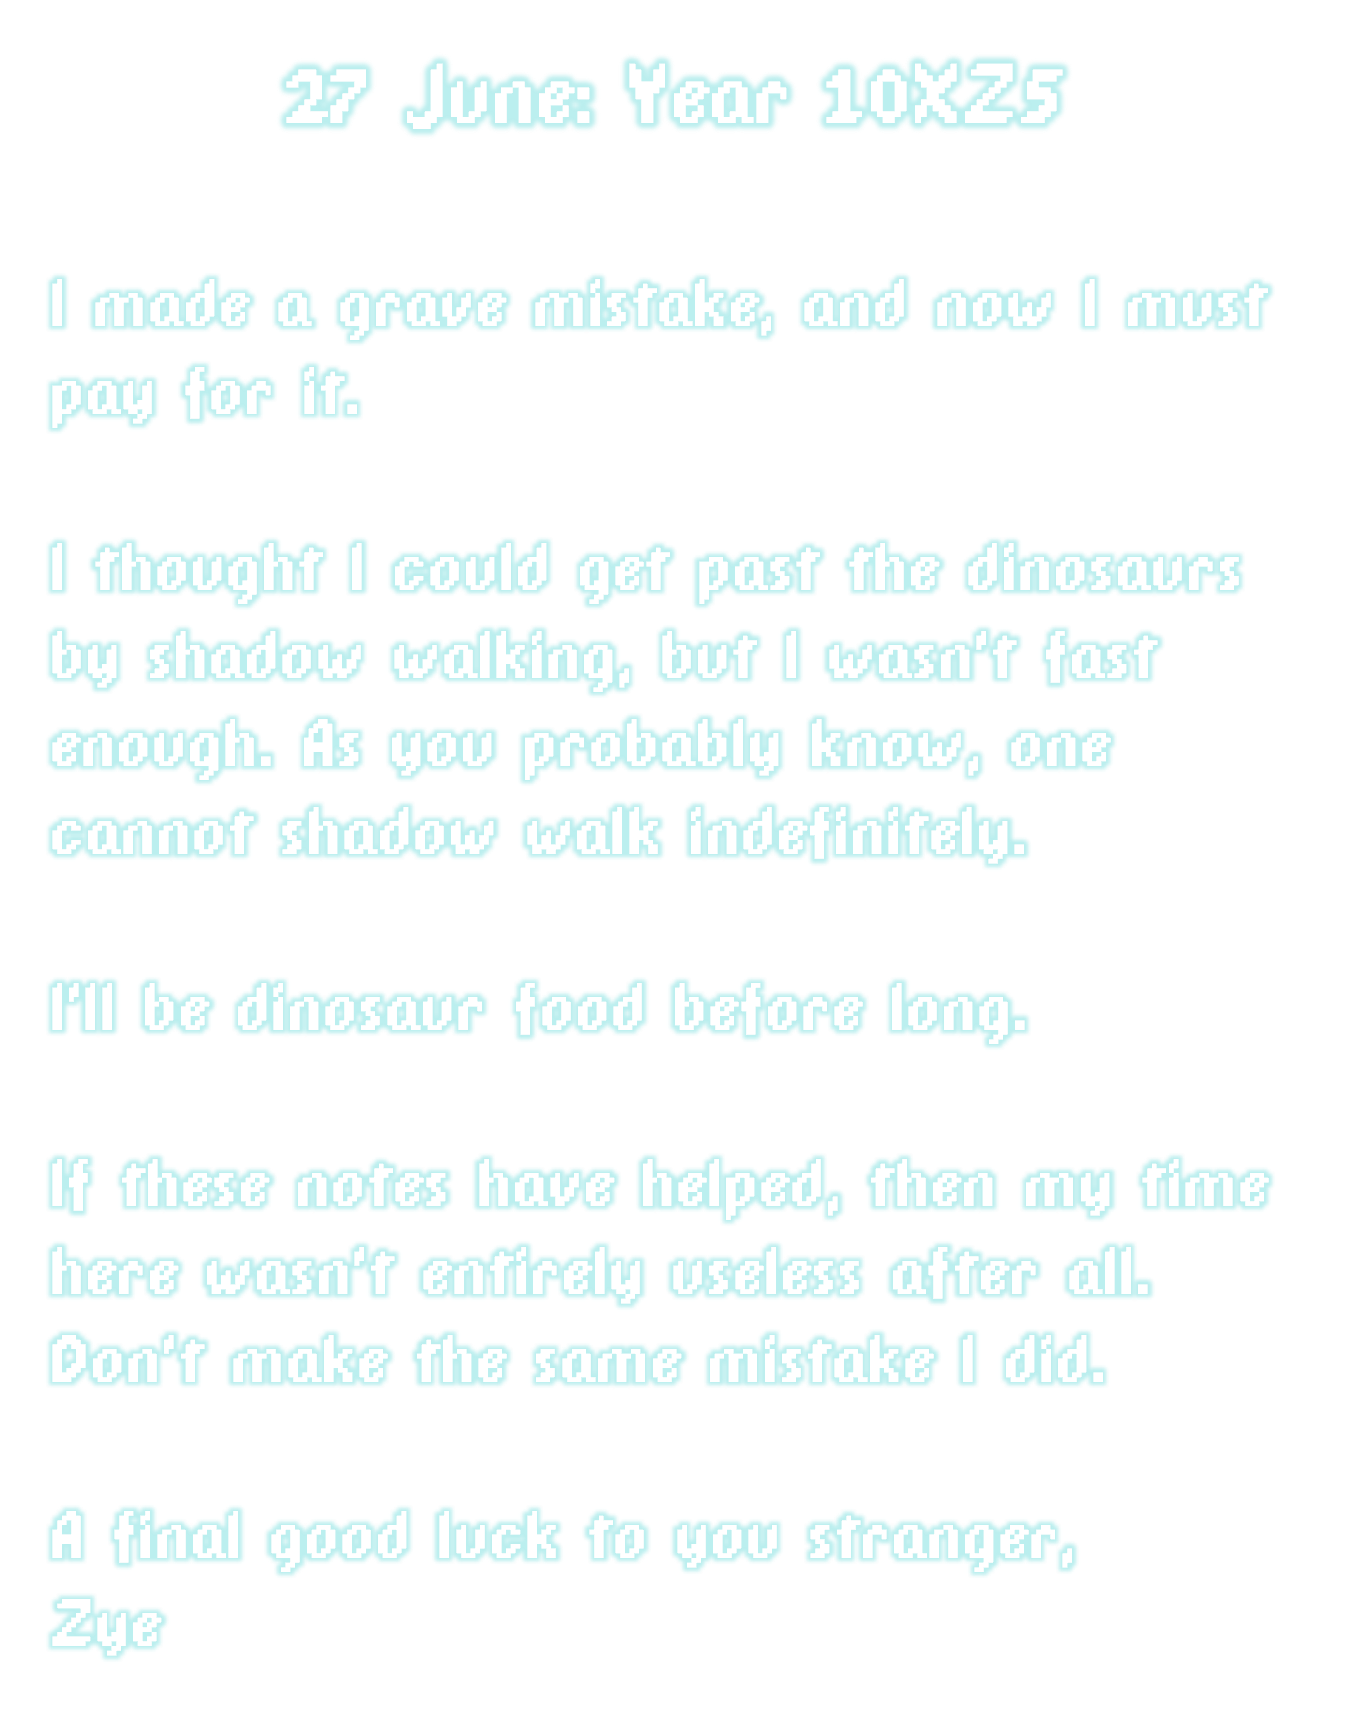 27 June: Year 10XZ5
I made a grave mistake, and now I must
pay for it.
I thought I could get past the dinosaurs
by shadow walking, but I wasn't fast
enough. As you probably know, one
cannot shadow walk indefinitely.
I'll be dinosaur food before long.
If these notes have helped, then my time
here wasn't entirely useless after all.
Don't make the same mistake I did.
A final good luck to you stranger,
Zye